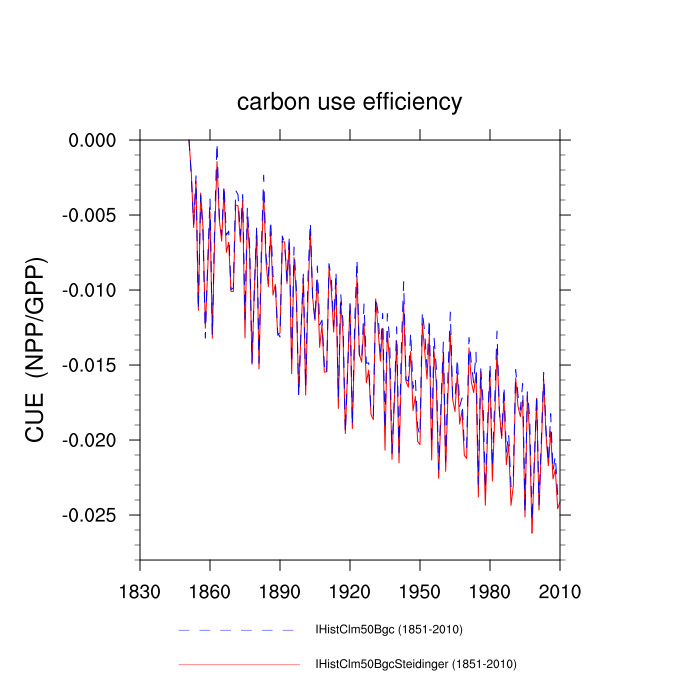 carbon use efficiency
0.000
-0.005
-0.010
-0.015
-0.020
-0.025
CUE (NPP/GPP)
1830 1860 1890 1920 1950 1980 2010
IHistClm50Bgc (1851-2010)
IHistClm50BgcSteidinger (1851-2010)